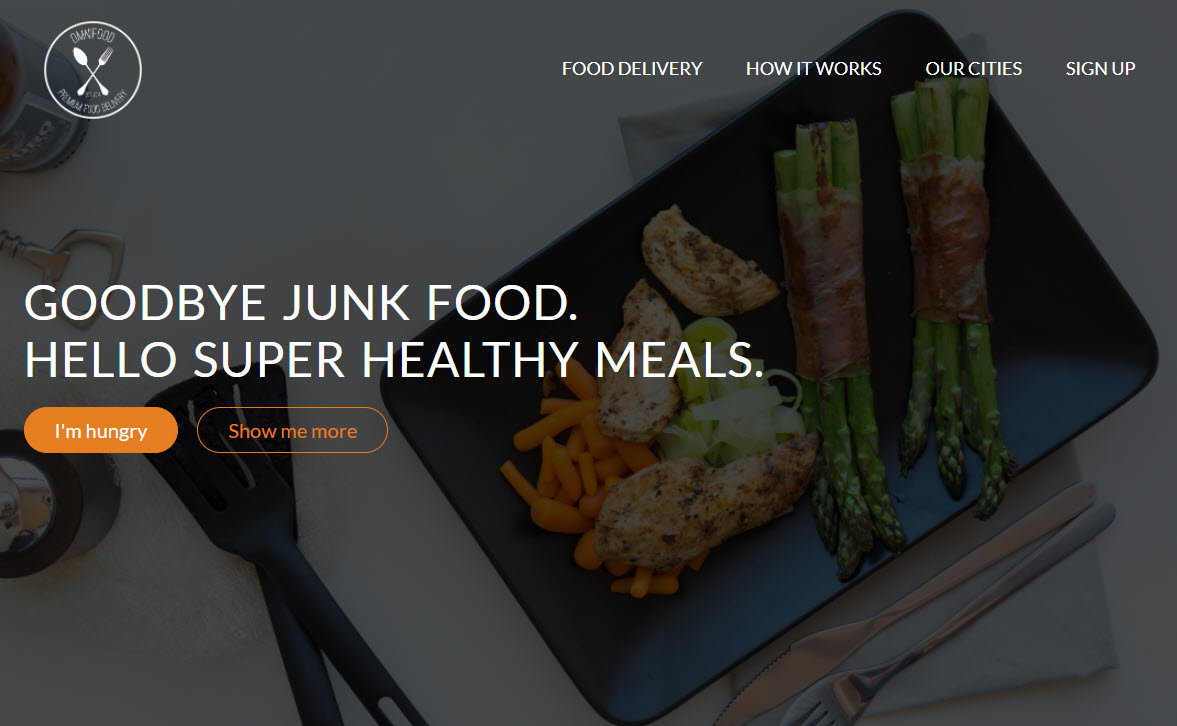 OMNIFOOD
PREMIUM FOOD DELIVERY
FOOD DELIVERY
HOW IT WORKS
OUR CITIES
SIGN UP
GOODBYE JUNK FOOD.
HELLO SUPER HEALTHY MEALS.
I'm hungry
Show me more